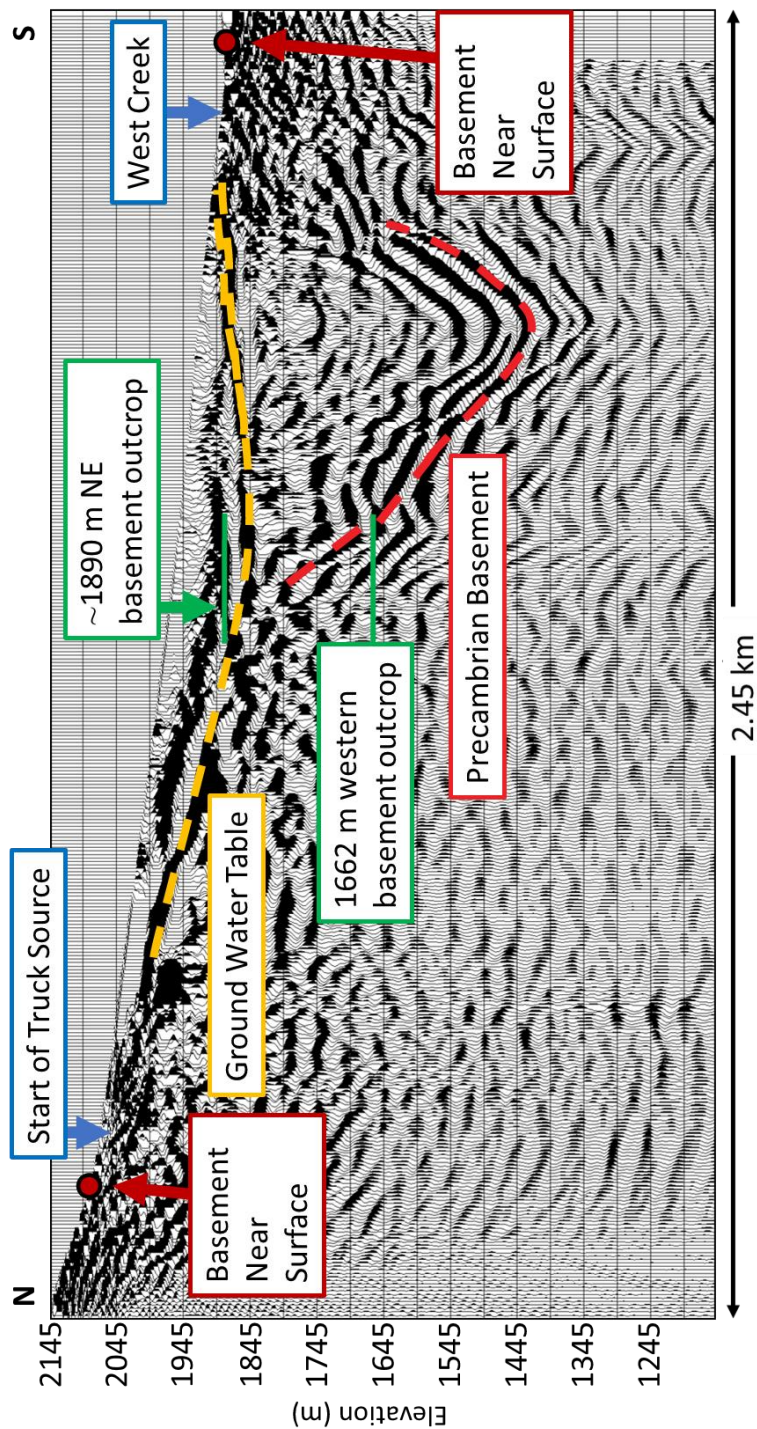 N
S
Start of Truck Source
~1890 m NE
basement outcrop
West Creek
Basement
Near
Surface
Ground Water Table
1662 m western
basement outcrop
Precambrian Basement
Basement
Near
Surface
Elevation (m)
2145
2045
1945
1845
1745
1645
1545
1445
1345
1245
2.45 km